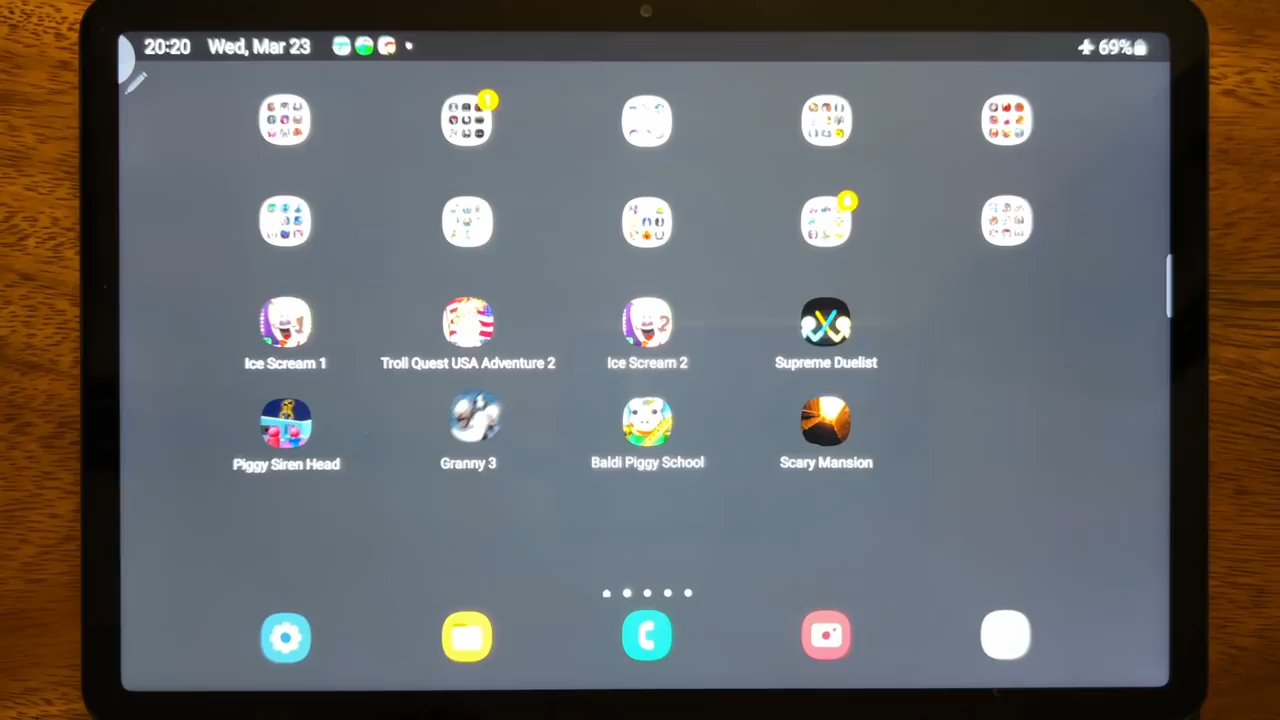 20:20 Wed, Mar 23 69%
Ice Scream 1 Troll Quest USA Adventure 2 Ice Scream 2 Supreme Duelist
Piggy Siren Head Granny 3 Baldi Piggy School Scary Mansion